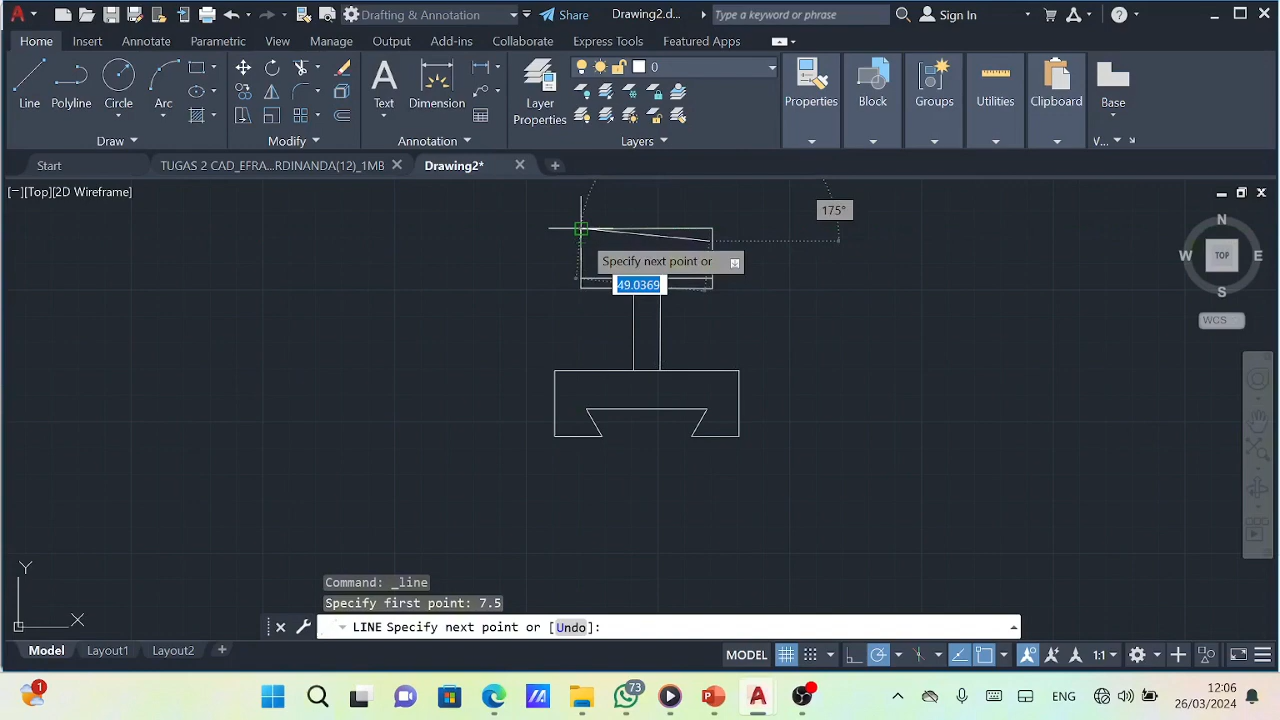 A Drafting & Annotation Share Drawing2.d... Type a keyword or phrase Sign In
Home Insert Annotate Parametric View Manage Output Add-ins Collaborate Express Tools Featured Apps
Line Polyline Circle Arc Text Dimension Layer Properties 0 Properties Block Groups Utilities Clipboard Base
Draw Modify Annotation Layers V...
Start TUGAS 2 CAD_EFRA...RDINANDA(12)_1MB Drawing2*
[−][Top][2D Wireframe]
175°
N
W TOP E
S
WCS
Specify next point or
49.0369
Y
X
Command: _line
Specify first point: 7.5
LINE Specify next point or [Undo]:
Model Layout1 Layout2 MODEL 1:1
1 73 A ENG 12:06
26/03/2024